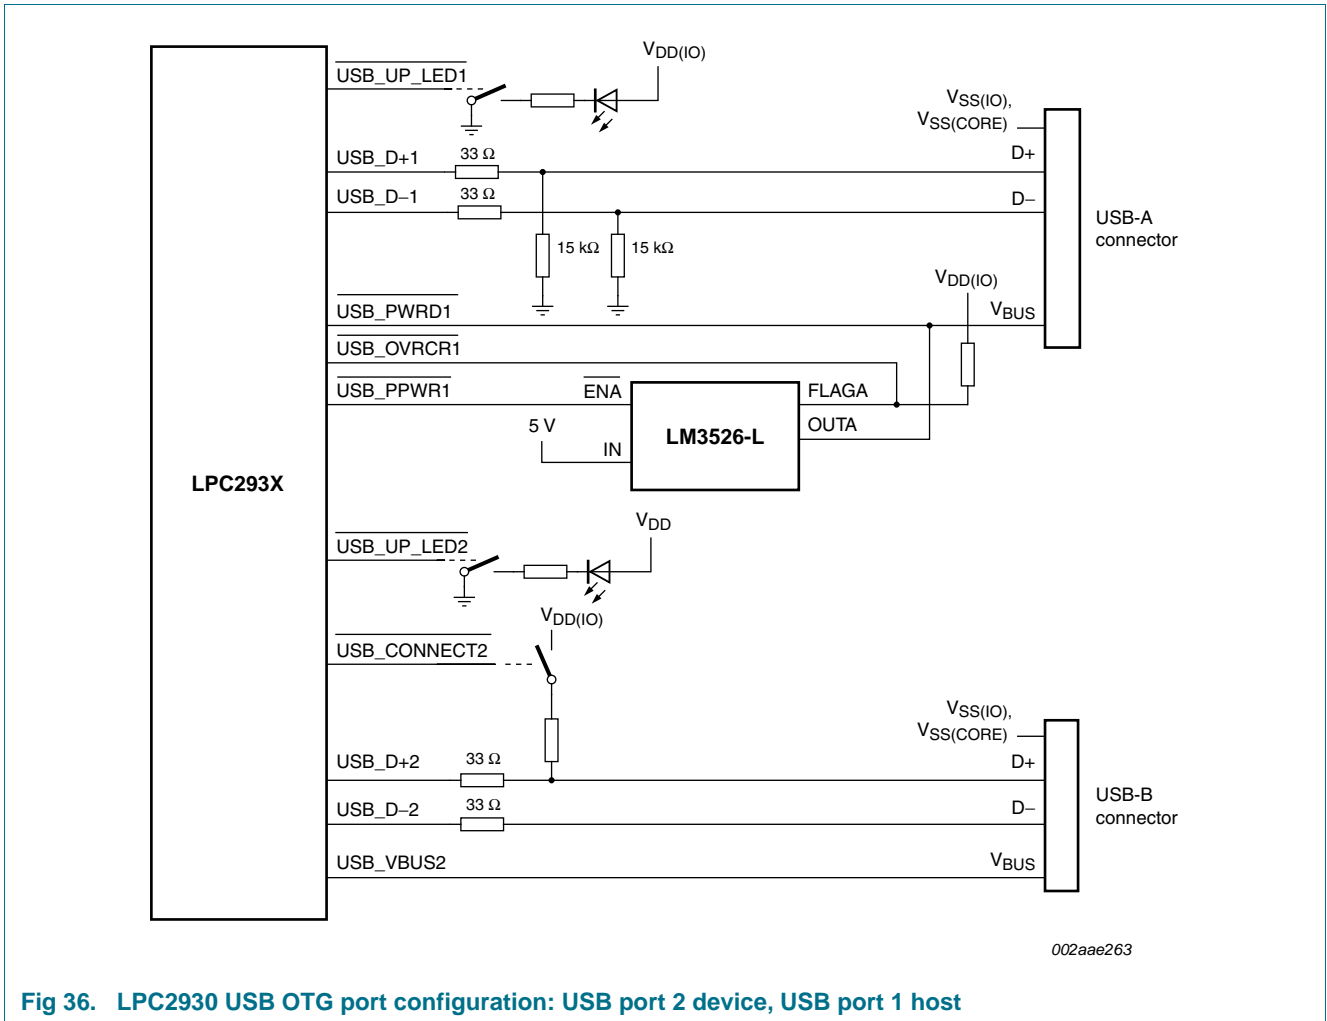 USB_UP_LED1
VDD(IO)
VSS(IO),
VSS(CORE)
USB_D+1
33 Ω
D+
USB_D−1
33 Ω
D−
USB-A
connector
15 kΩ
15 kΩ
VDD(IO)
USB_PWRD1
VBUS
USB_OVRCR1
USB_PPWR1
ENA
FLAGA
5 V
OUTA
LM3526-L
IN
LPC293X
VDD
USB_UP_LED2
VDD(IO)
USB_CONNECT2
VSS(IO),
VSS(CORE)
USB_D+2
33 Ω
D+
USB_D−2
33 Ω
D−
USB-B
connector
USB_VBUS2
VBUS
002aae263
Fig 36. LPC2930 USB OTG port configuration: USB port 2 device, USB port 1 host